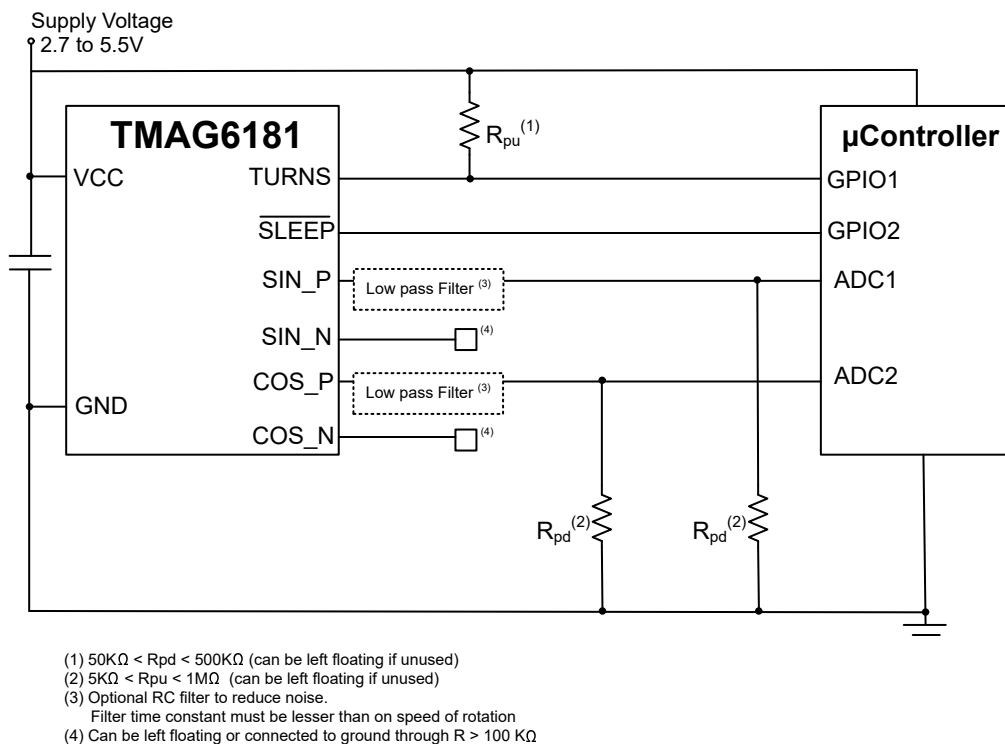 Supply Voltage
2.7 to 5.5V
TMAG6181
VCC
GND
TURNS
SLEEP
SIN_P
SIN_N
COS_P
COS_N
Rpu(1)
Low pass Filter (3)
(4)
Low pass Filter (3)
(4)
Rpd(2)
Rpd(2)
µController
GPIO1
GPIO2
ADC1
ADC2
(1) 50KΩ < Rpd < 500KΩ (can be left floating if unused)
(2) 5KΩ < Rpu < 1MΩ (can be left floating if unused)
(3) Optional RC filter to reduce noise.
Filter time constant must be lesser than on speed of rotation
(4) Can be left floating or connected to ground through R > 100 KΩ